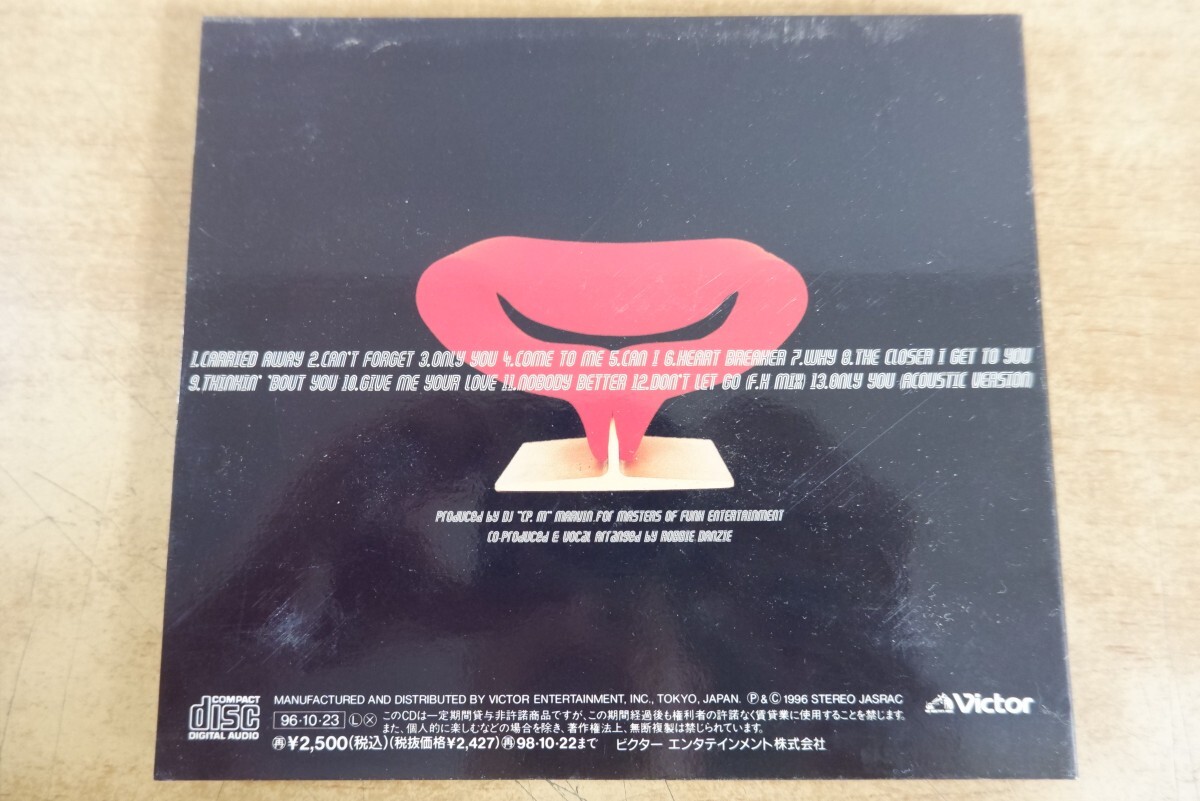 1.CARRIED AWAY 2.CAN'T FORGET 3.ONLY YOU 4.COME TO ME 5.CAN I 6.HEART BREAKER 7.WHY 8.THE CLOSER I GET TO YOU
9.THINKIN' 'BOUT YOU 10.GIVE ME YOUR LOVE 11.NOBODY BETTER 12.DON'T LET GO (F.H MIX) 13.ONLY YOU (ACOUSTIC VERSION)
Produced by DJ "CP. M" MARVIN.FOR MASTERS OF FUNK ENTERTAINMENT
CO-Produced & VOCAL Arranged by ROBBIE DANZIE
COMPACT
disc
DIGITAL AUDIO
MANUFACTURED AND DISTRIBUTED BY VICTOR ENTERTAINMENT, INC., TOKYO, JAPAN. Ⓟ & Ⓒ 1996 STEREO JASRAC
96·10·23 Ⓛ ⓧ このCDは一定期間貸与非許諾商品ですが、この期間経過後も権利者の許諾なく賃貸業に使用することを禁じます。
また、個人的に楽しむなどの場合を除き、著作権法上、無断複製は禁じられています。
㊄¥2,500(税込)(税抜価格¥2,427)㊄98·10·22まで ビクター エンタテインメント株式会社
Victor